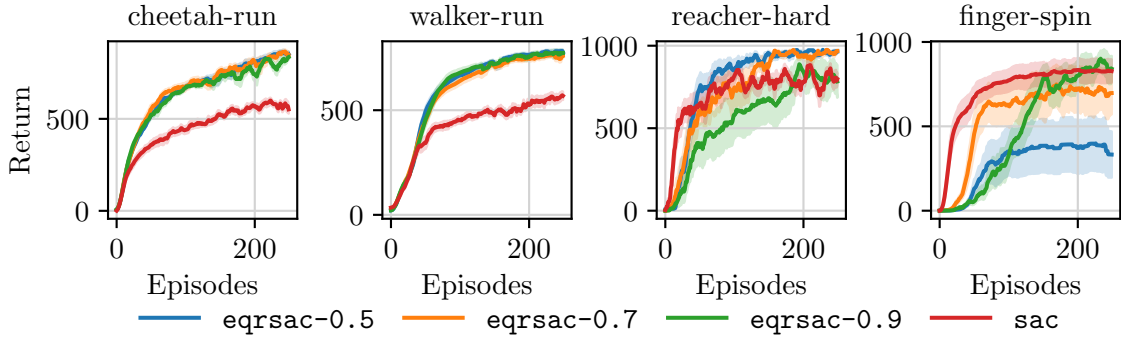 cheetah-run
walker-run
reacher-hard
finger-spin
Return
500
0
0
200
Episodes
500
0
0
200
Episodes
1000
500
0
0
200
Episodes
1000
500
0
0
200
Episodes
eqrsac-0.5
eqrsac-0.7
eqrsac-0.9
sac